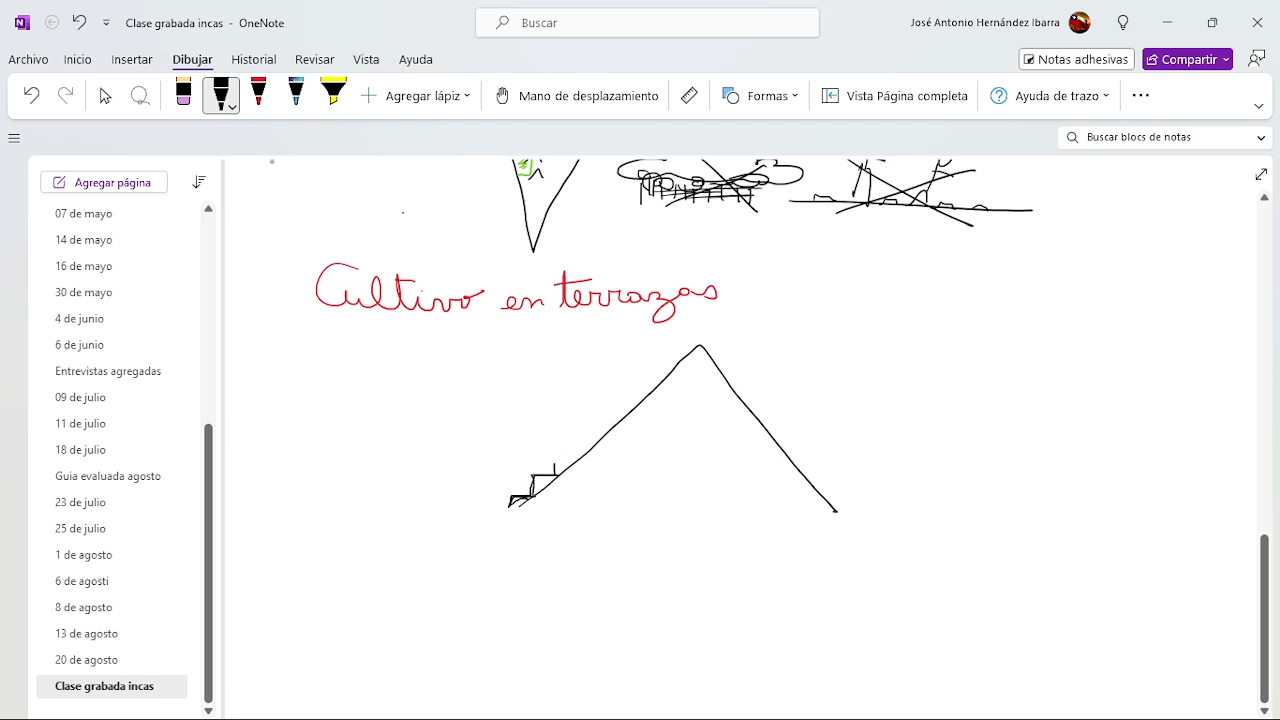 Clase grabada incas - OneNote
Buscar
José Antonio Hernández Ibarra
Archivo Inicio Insertar Dibujar Historial Revisar Vista Ayuda
Notas adhesivas Compartir
Agregar lápiz Mano de desplazamiento Formas Vista Página completa Ayuda de trazo
Buscar blocs de notas
Agregar página
07 de mayo
14 de mayo
16 de mayo
30 de mayo
4 de junio
6 de junio
Entrevistas agregadas
09 de julio
11 de julio
18 de julio
Guia evaluada agosto
23 de julio
25 de julio
1 de agosto
6 de agosti
8 de agosto
13 de agosto
20 de agosto
Clase grabada incas
Cultivo en terrazas